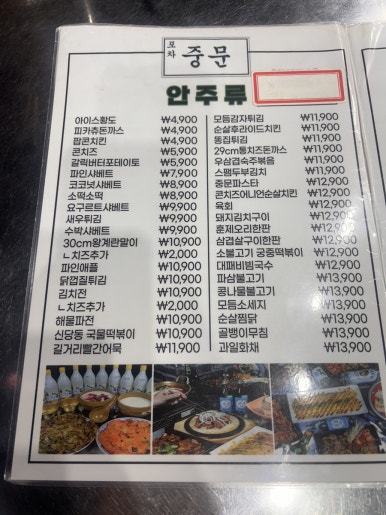 포차 중문
안주류
아이스황도 ₩4,900
피카츄돈까스 ₩4,900
팝콘치킨 ₩4,900
콘치즈 ₩5,900
갈릭버터포테이토 ₩5,900
파인샤베트 ₩7,900
코코넛샤베트 ₩8,900
소떡소떡 ₩8,900
요구르트샤베트 ₩9,900
새우튀김 ₩9,900
수박샤베트 ₩9,900
30cm왕계란말이 ₩10,900
ㄴ치즈추가 ₩2,000
파인애플 ₩10,900
닭껍질튀김 ₩10,900
김치전 ₩10,900
ㄴ치즈추가 ₩2,000
해물파전 ₩10,900
신당동 국물떡볶이 ₩10,900
길거리빨간어묵 ₩11,900
모듬감자튀김 ₩11,900
순살후라이드치킨 ₩11,900
똥집튀김 ₩11,900
29cm통치즈돈까스 ₩11,900
우삼겹숙주볶음 ₩11,900
스팸두부김치 ₩11,900
중문파스타 ₩12,900
콘치즈어니언순살치킨 ₩12,900
육회 ₩12,900
돼지김치구이 ₩12,900
훈제오리한판 ₩12,900
삼겹살구이한판 ₩12,900
소불고기 궁중떡볶이 ₩12,900
대패비빔국수 ₩12,900
파삼불고기 ₩13,900
콩나물불고기 ₩13,900
모듬소세지 ₩13,900
순살찜닭 ₩13,900
골뱅이무침 ₩13,900
과일화채 ₩13,900